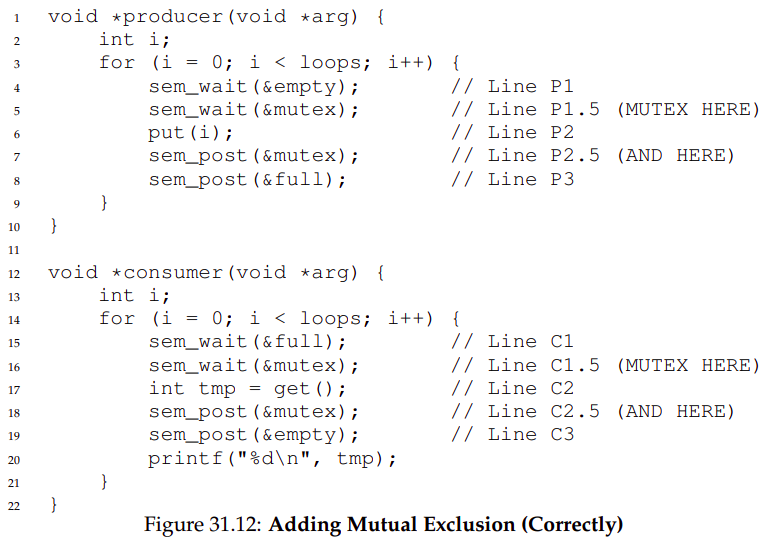 1 void *producer(void *arg) {
2     int i;
3     for (i = 0; i < loops; i++) {
4         sem_wait(&empty);       // Line P1
5         sem_wait(&mutex);       // Line P1.5 (MUTEX HERE)
6         put(i);                 // Line P2
7         sem_post(&mutex);       // Line P2.5 (AND HERE)
8         sem_post(&full);        // Line P3
9     }
10 }
11
12 void *consumer(void *arg) {
13     int i;
14     for (i = 0; i < loops; i++) {
15         sem_wait(&full);        // Line C1
16         sem_wait(&mutex);       // Line C1.5 (MUTEX HERE)
17         int tmp = get();        // Line C2
18         sem_post(&mutex);       // Line C2.5 (AND HERE)
19         sem_post(&empty);       // Line C3
20         printf("%d\n", tmp);
21     }
22 }
Figure 31.12: Adding Mutual Exclusion (Correctly)